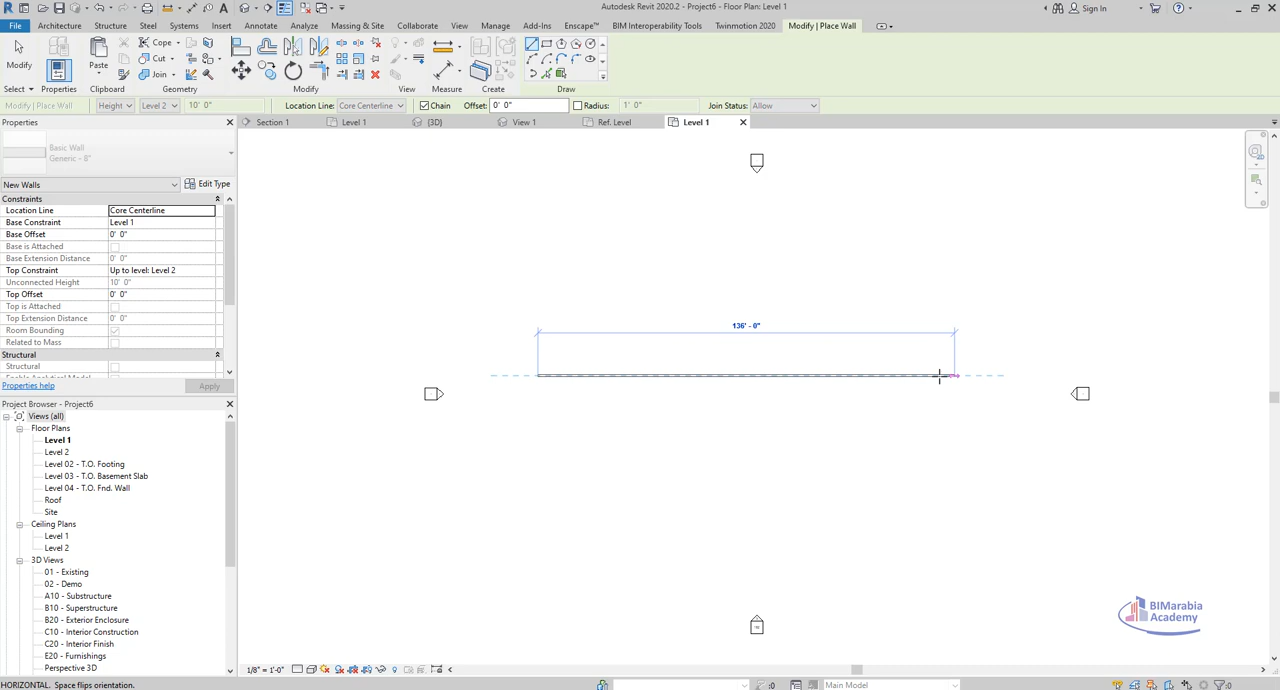 Autodesk Revit 2020.2 - Project6 - Floor Plan: Level 1
Sign In
File Architecture Structure Steel Systems Insert Annotate Analyze Massing & Site Collaborate View Manage Add-Ins Enscape™ BIM Interoperability Tools Twinmotion 2020 Modify | Place Wall
Cope
Cut
Join
Modify Paste
Select Properties Clipboard Geometry Modify View Measure Create Draw
Modify | Place Wall Height Level 2 10' 0" Location Line: Core Centerline Chain Offset: 0' 0" Radius: 1' 0" Join Status: Allow
Properties
Section 1 Level 1 {3D} View 1 Ref. Level Level 1
Basic Wall
Generic - 8"
New Walls Edit Type
Constraints
Location Line Core Centerline
Base Constraint Level 1
Base Offset 0' 0"
Base is Attached
Base Extension Distance 0' 0"
Top Constraint Up to level: Level 2
Unconnected Height 10' 0"
Top Offset 0' 0"
Top is Attached
Top Extension Distance 0' 0"
Room Bounding
Related to Mass
Structural
Structural
Enable Analytical Model
Properties help Apply
Project Browser - Project6
Views (all)
Floor Plans
Level 1
Level 2
Level 02 - T.O. Footing
Level 03 - T.O. Basement Slab
Level 04 - T.O. Fnd. Wall
Roof
Site
Ceiling Plans
Level 1
Level 2
3D Views
01 - Existing
02 - Demo
A10 - Substructure
B10 - Superstructure
B20 - Exterior Enclosure
C10 - Interior Construction
C20 - Interior Finish
E20 - Furnishings
Perspective 3D
136' - 0"
BIMarabia
Academy
1/8" = 1'-0"
HORIZONTAL. Space flips orientation.
:0 Main Model :0